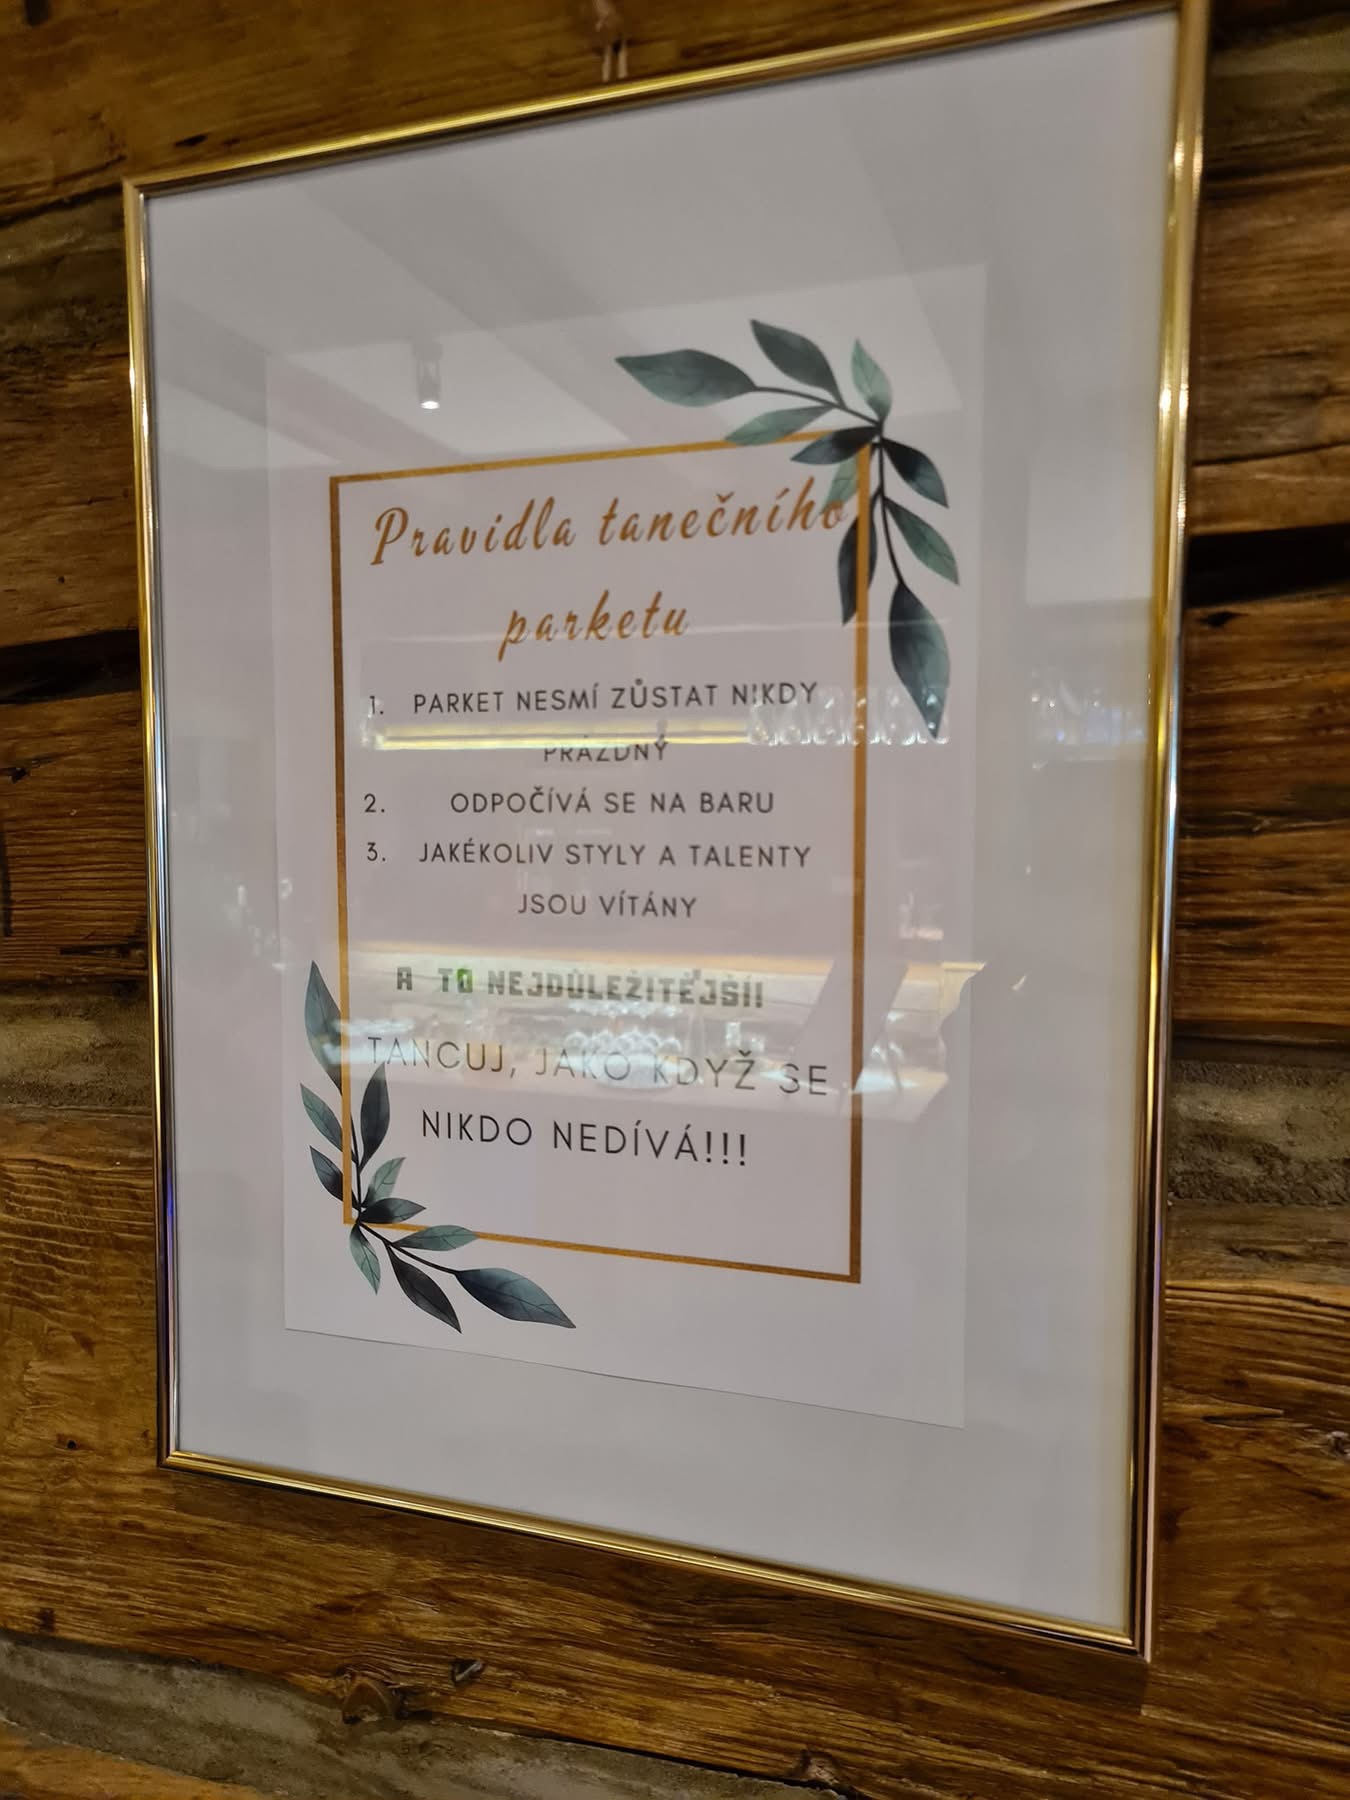 Pravidla tanečního
parketu
1. PARKET NESMÍ ZŮSTAT NIKDY
PRÁZDNÝ
2. ODPOČÍVÁ SE NA BARU
3. JAKÉKOLIV STYLY A TALENTY
JSOU VÍTÁNY
A TO NEJDŮLEŽITĚJŠÍ!
TANCUJ, JAKO KDYŽ SE
NIKDO NEDÍVÁ!!!